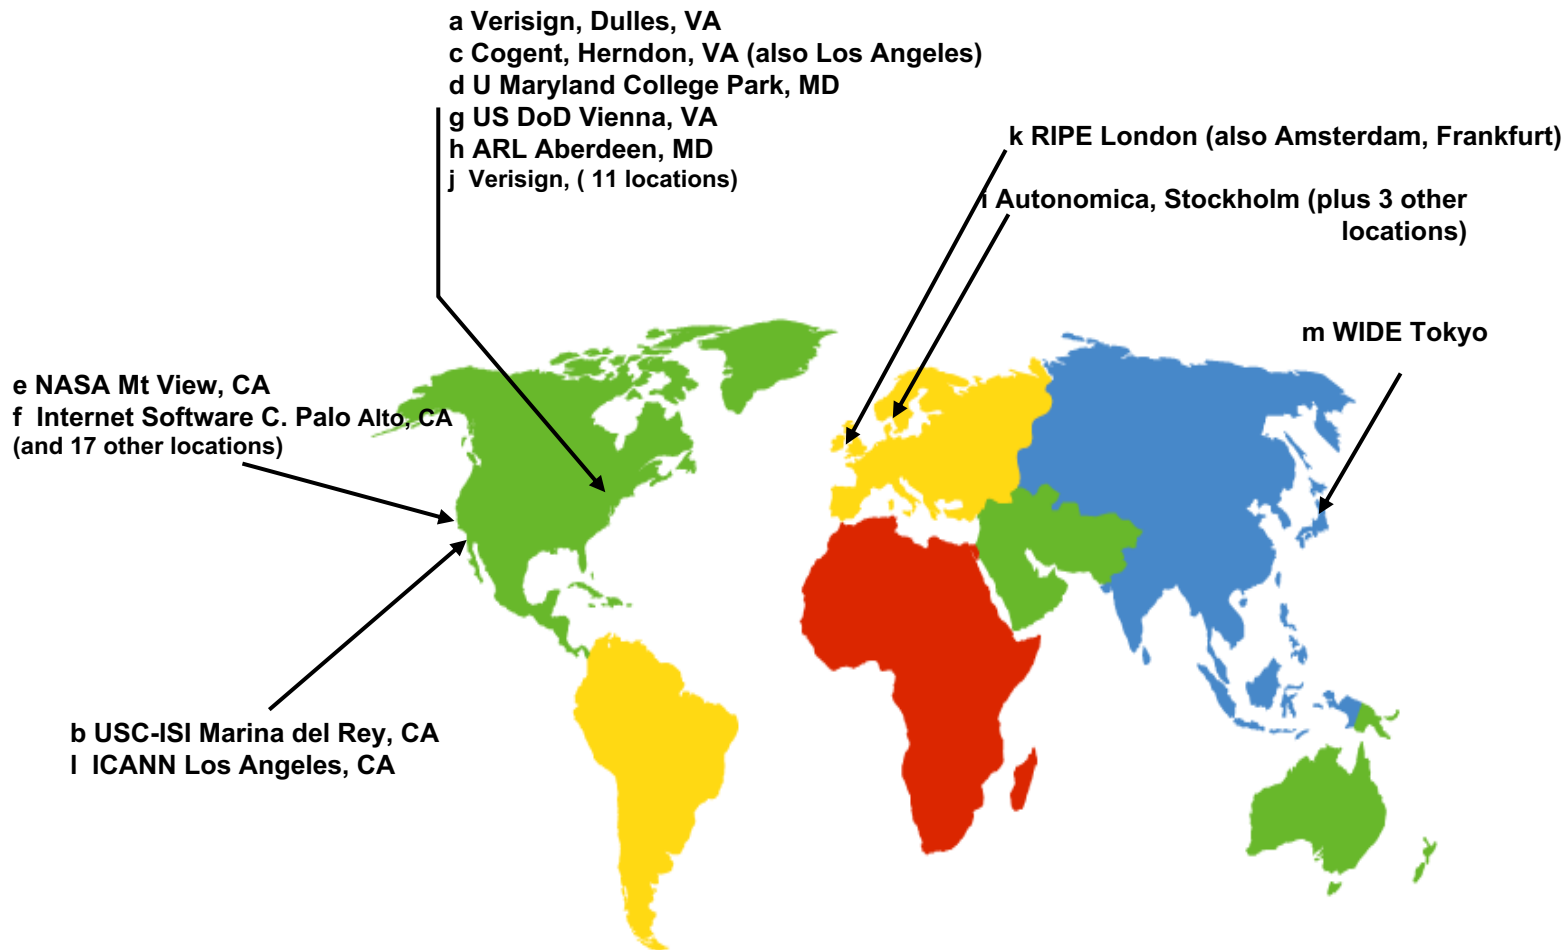 a Verisign, Dulles, VA
c Cogent, Herndon, VA (also Los Angeles)
d U Maryland College Park, MD
g US DoD Vienna, VA
h ARL Aberdeen, MD
j Verisign, ( 11 locations)
k RIPE London (also Amsterdam, Frankfurt)
i Autonomica, Stockholm (plus 3 other
locations)
m WIDE Tokyo
e NASA Mt View, CA
f Internet Software C. Palo Alto, CA
(and 17 other locations)
b USC-ISI Marina del Rey, CA
l ICANN Los Angeles, CA